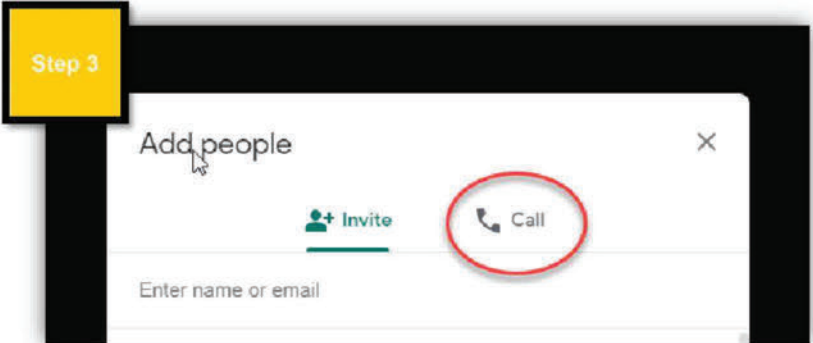 Step 3
Add people
Invite
Call
Enter name or email